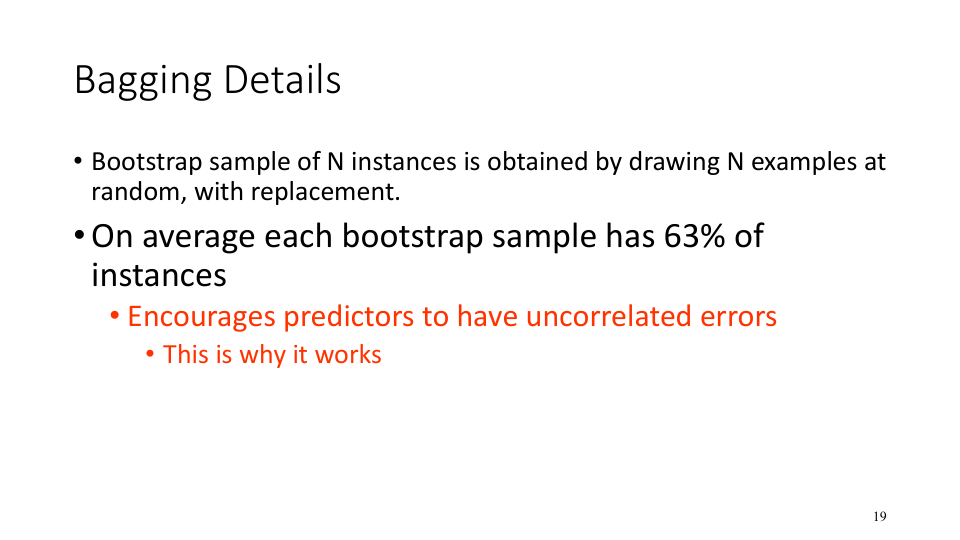 Bagging Details
• Bootstrap sample of N instances is obtained by drawing N examples at
random, with replacement.
• On average each bootstrap sample has 63% of
instances
• Encourages predictors to have uncorrelated errors
• This is why it works
19